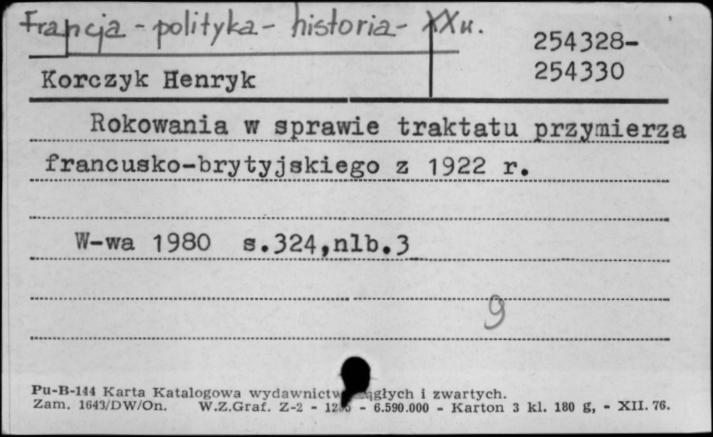 Francja - polityka - historia - XX w.
254328-
254330
Korczyk Henryk
Rokowania w sprawie traktatu przymierza
francusko-brytyjskiego z 1922 r.
W-wa 1980 s.324,nlb.3
9
Pu-B-144 Karta Katalogowa wydawnictw i zwartych.
Zam. 1643/DW/On. W.Z.Graf. Z-2 - - 6.590.000 - Karton 3 kl. 180 g, - XII. 76.